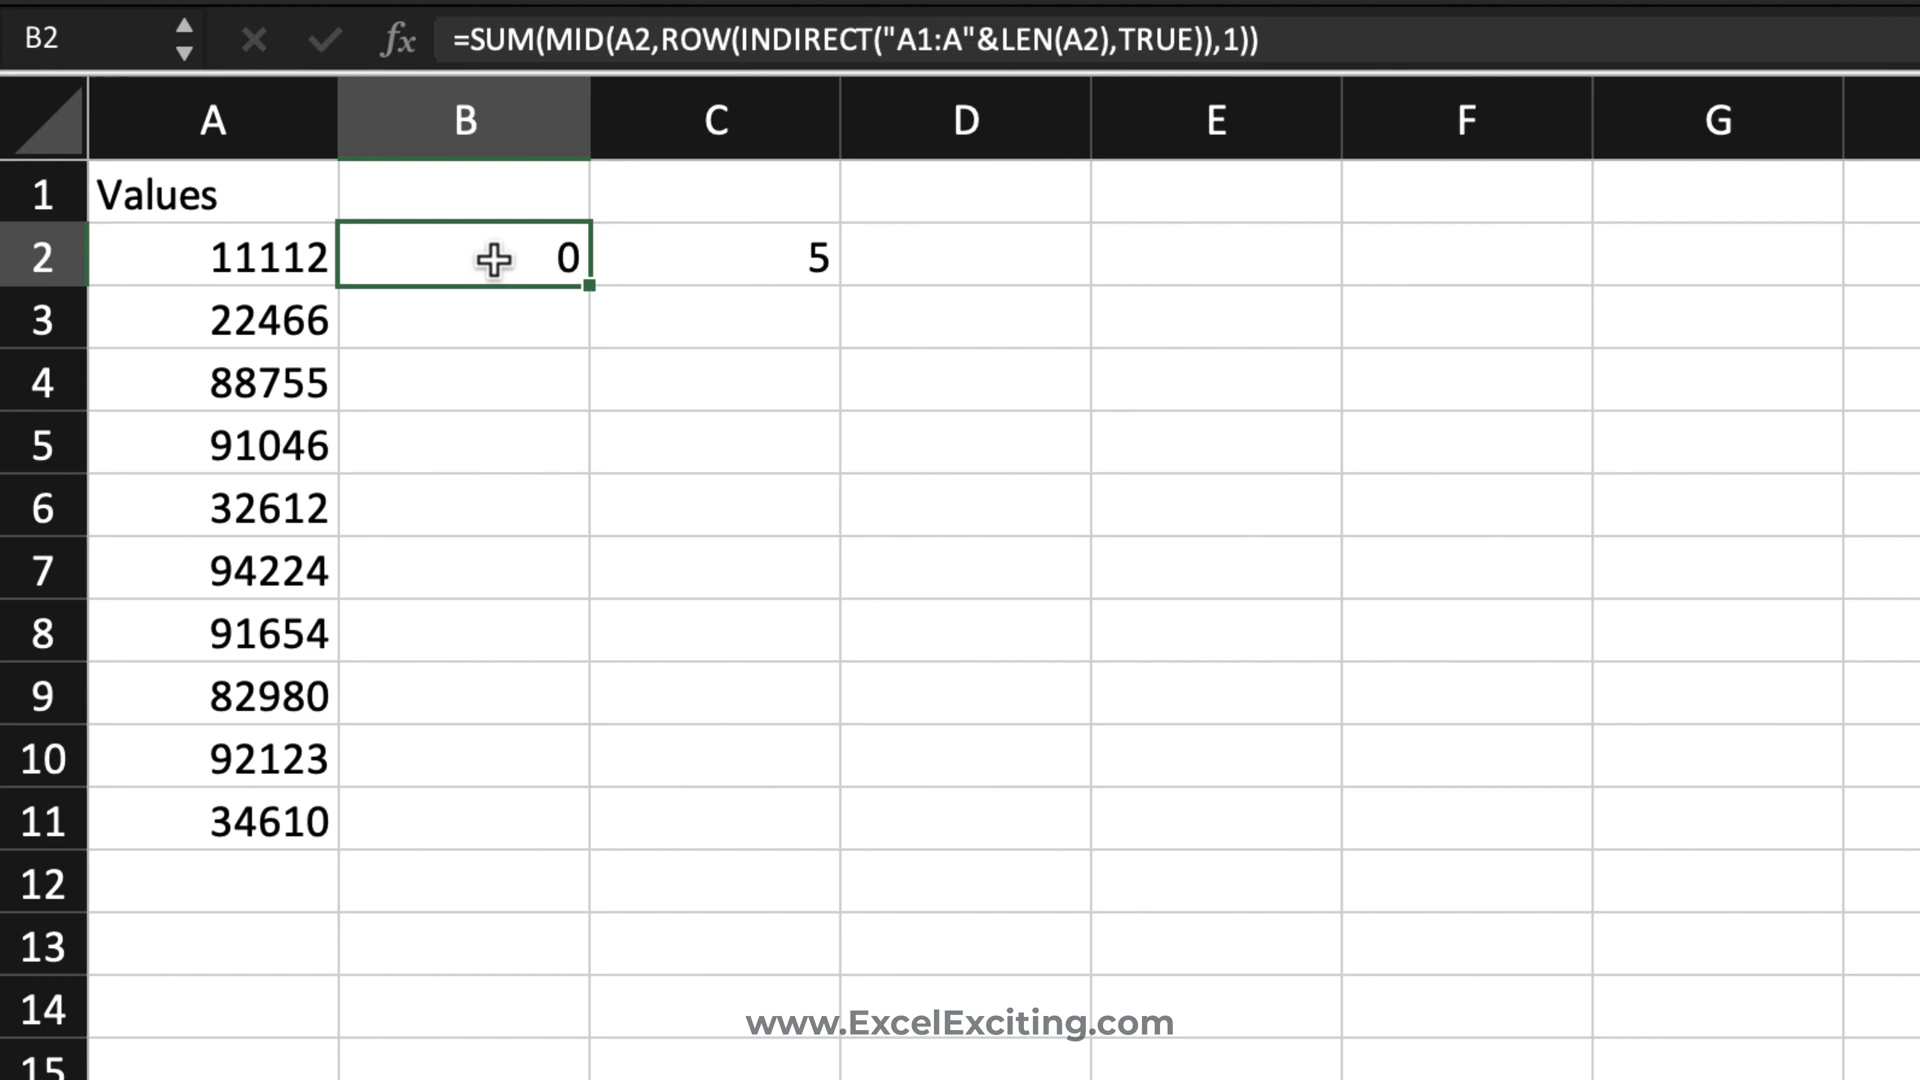 B2 fx =SUM(MID(A2,ROW(INDIRECT("A1:A"&LEN(A2),TRUE)),1))
A B C D E F G
1 Values
2 11112 0 5
3 22466
4 88755
5 91046
6 32612
7 94224
8 91654
9 82980
10 92123
11 34610
12
13
14
www.ExcelExciting.com
15